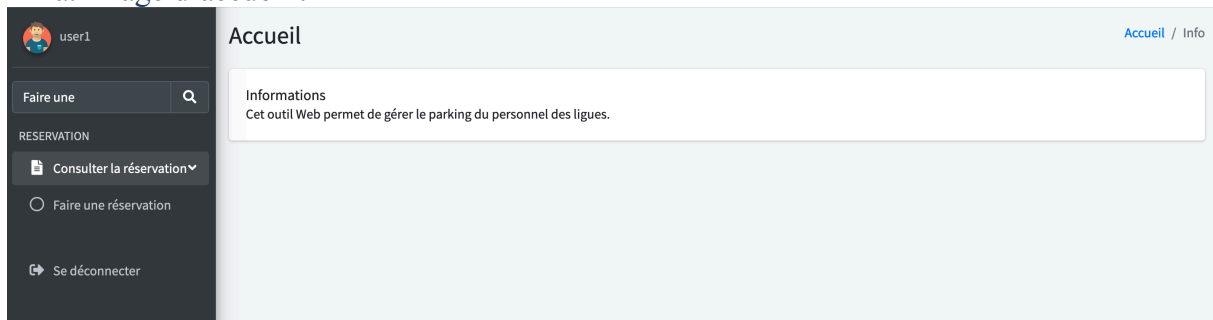 user1
Faire une
RESERVATION
Consulter la réservation
Faire une réservation
Se déconnecter
Accueil
Accueil / Info
Informations
Cet outil Web permet de gérer le parking du personnel des ligues.